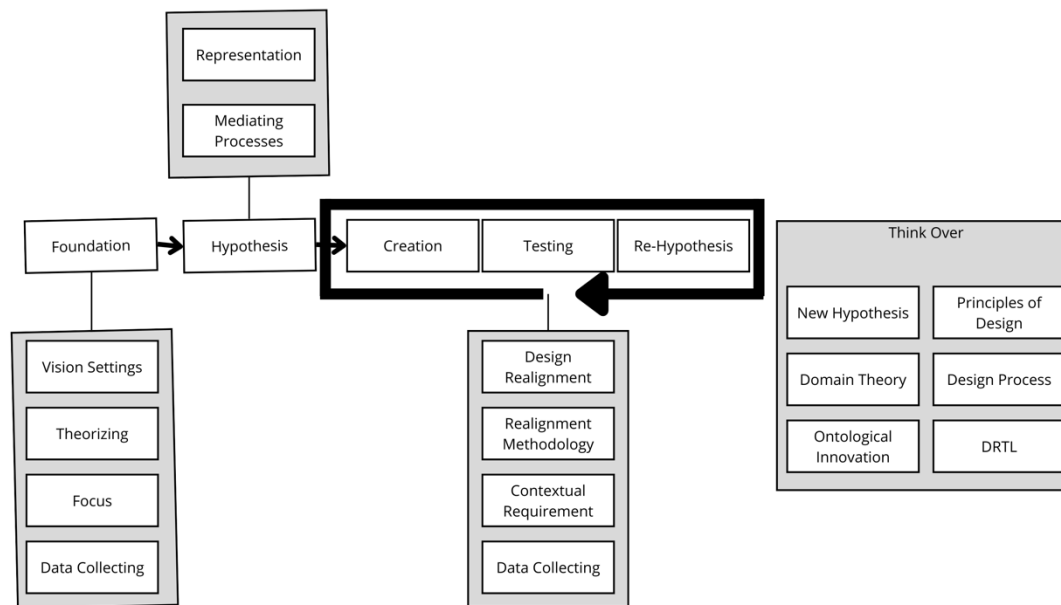 Representation
Mediating
Processes
Foundation
Hypothesis
Creation
Testing
Re-Hypothesis
Vision Settings
Theorizing
Focus
Data Collecting
Design
Realignment
Realignment
Methodology
Contextual
Requirement
Data Collecting
Think Over
New Hypothesis
Principles of
Design
Domain Theory
Design Process
Ontological
Innovation
DRTL